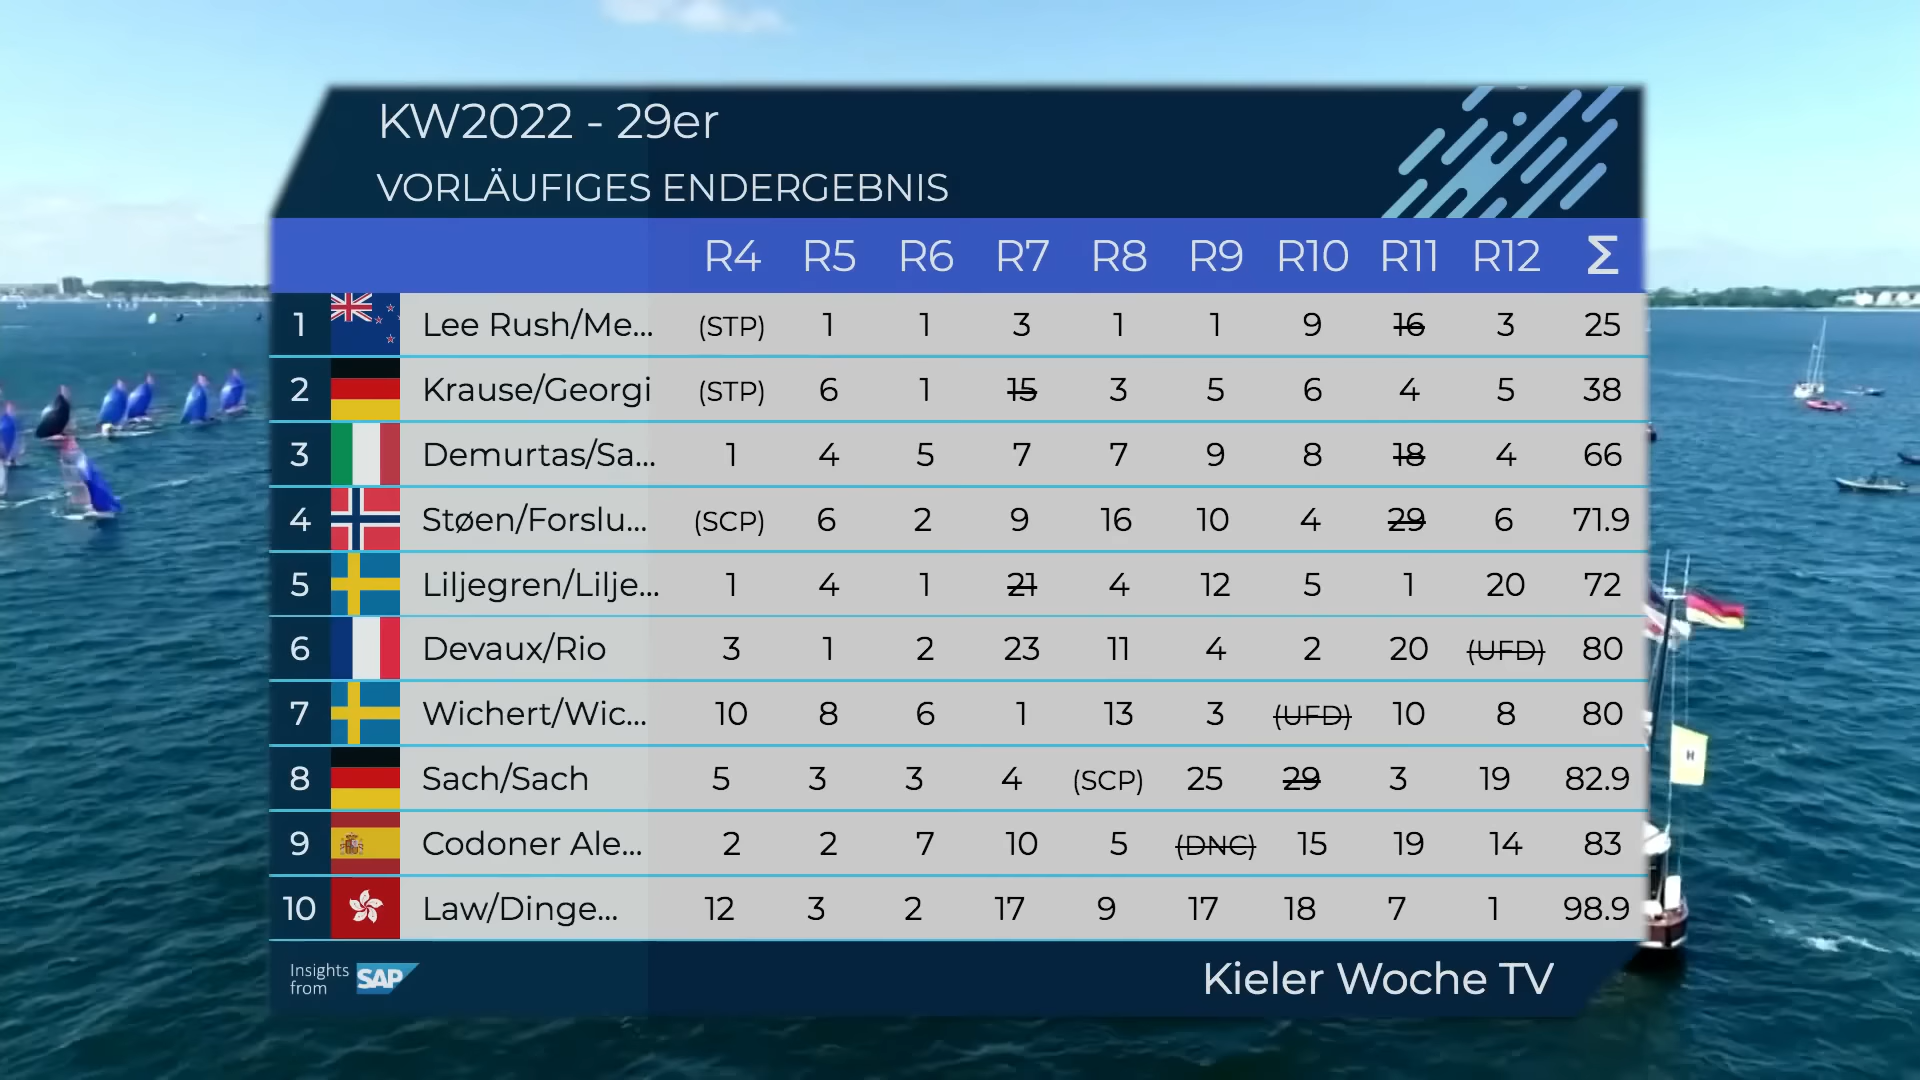 KW2022 - 29er
VORLÄUFIGES ENDERGEBNIS
R4 R5 R6 R7 R8 R9 R10 R11 R12 Σ
1 Lee Rush/Me... (STP) 1 1 3 1 1 9 16 3 25
2 Krause/Georgi (STP) 6 1 15 3 5 6 4 5 38
3 Demurtas/Sa... 1 4 5 7 7 9 8 18 4 66
4 Støen/Forslu... (SCP) 6 2 9 16 10 4 29 6 71.9
5 Liljegren/Lilje... 1 4 1 21 4 12 5 1 20 72
6 Devaux/Rio 3 1 2 23 11 4 2 20 (UFD) 80
7 Wichert/Wic... 10 8 6 1 13 3 (UFD) 10 8 80
8 Sach/Sach 5 3 3 4 (SCP) 25 29 3 19 82.9
9 Codoner Ale... 2 2 7 10 5 (DNC) 15 19 14 83
10 Law/Dinge... 12 3 2 17 9 17 18 7 1 98.9
Insights
from SAP
Kieler Woche TV
H